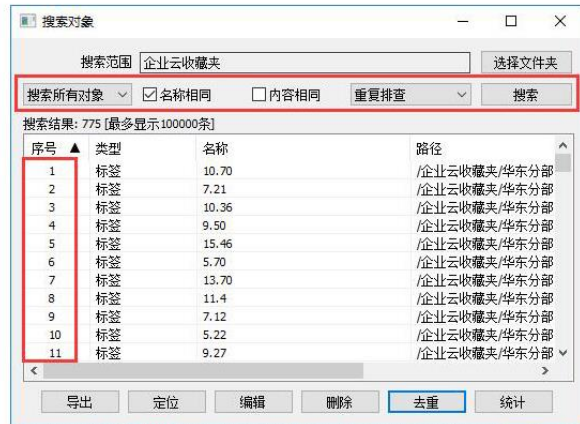 搜索对象
搜索范围 企业云收藏夹 选择文件夹
搜索所有对象 名称相同 内容相同 重复排查 搜索
搜索结果: 775 [最多显示100000条]
序号 ▲ 类型 名称 路径
1 标签 10.70 /企业云收藏夹/华东分部
2 标签 7.21 /企业云收藏夹/华东分部
3 标签 10.36 /企业云收藏夹/华东分部
4 标签 9.50 /企业云收藏夹/华东分部
5 标签 15.46 /企业云收藏夹/华东分部
6 标签 5.70 /企业云收藏夹/华东分部
7 标签 13.70 /企业云收藏夹/华东分部
8 标签 11.4 /企业云收藏夹/华东分部
9 标签 7.12 /企业云收藏夹/华东分部
10 标签 5.22 /企业云收藏夹/华东分部
11 标签 9.27 /企业云收藏夹/华东分部
导出 定位 编辑 删除 去重 统计